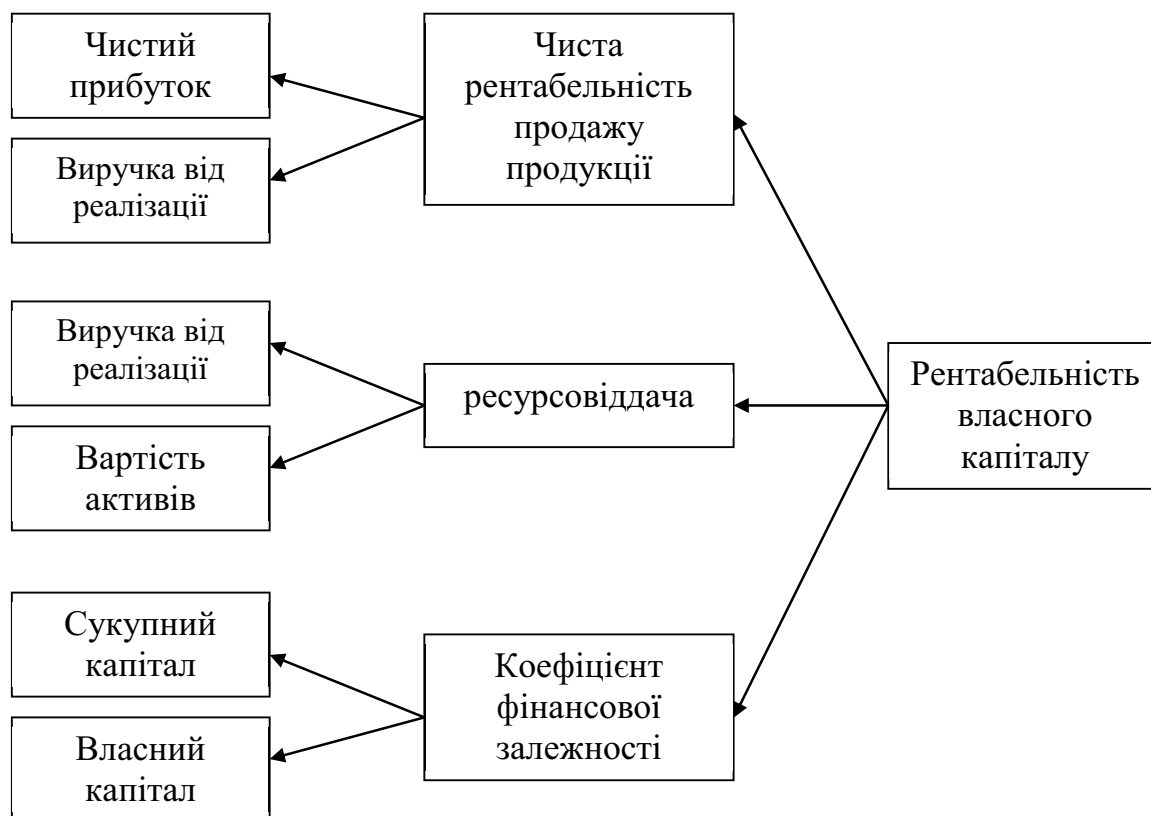 Чистий
прибуток
Виручка від
реалізації
Чиста
рентабельність
продажу
продукції
Виручка від
реалізації
Вартість
активів
ресурсовіддача
Рентабельність
власного
капіталу
Сукупний
капітал
Власний
капітал
Коефіцієнт
фінансової
залежності